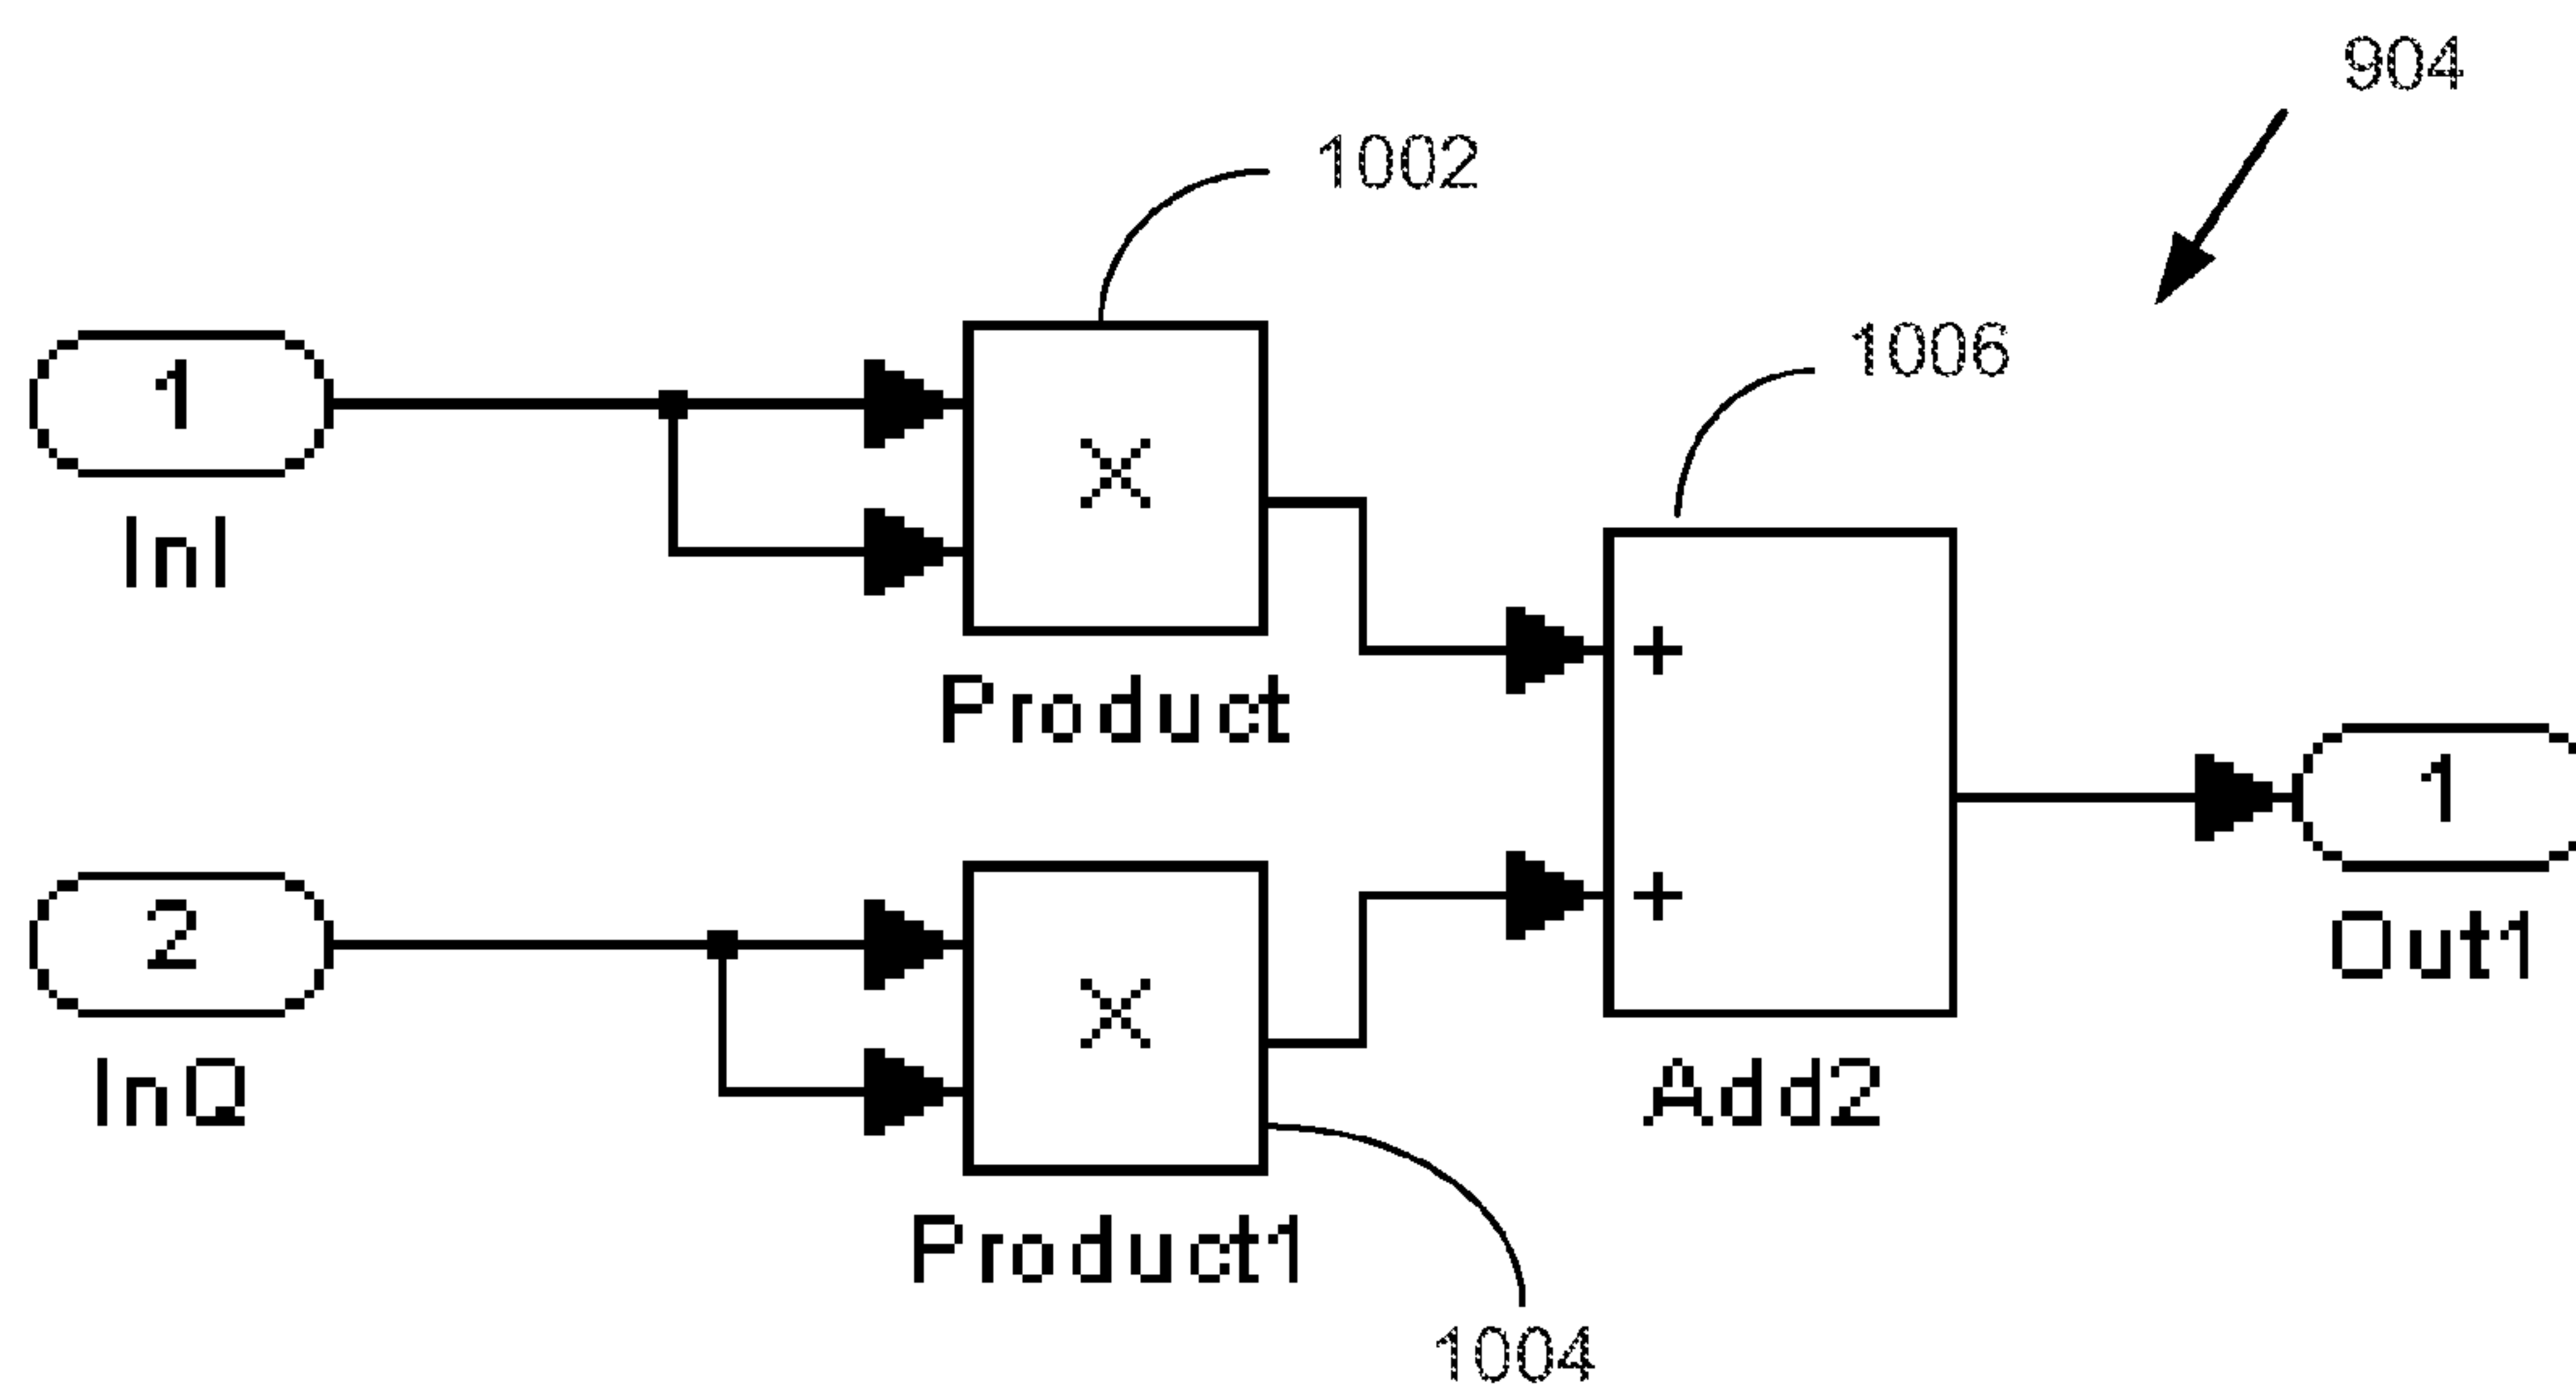 904
1002
1006
1
InI
×
Product
+
+
1
Out1
2
InQ
×
Product1
Add2
1004